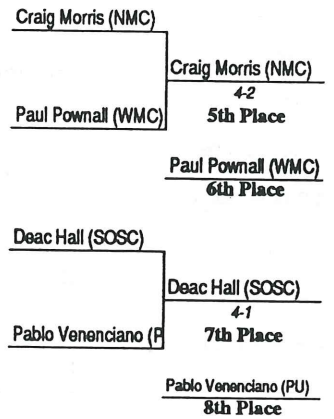 Craig Morris (NMC)
Craig Morris (NMC)
4-2
Paul Pownall (WMC)
5th Place
Paul Pownall (WMC)
6th Place
Deac Hall (SOSC)
Deac Hall (SOSC)
4-1
Pablo Venenciano (P
7th Place
Pablo Venenciano (PU)
8th Place